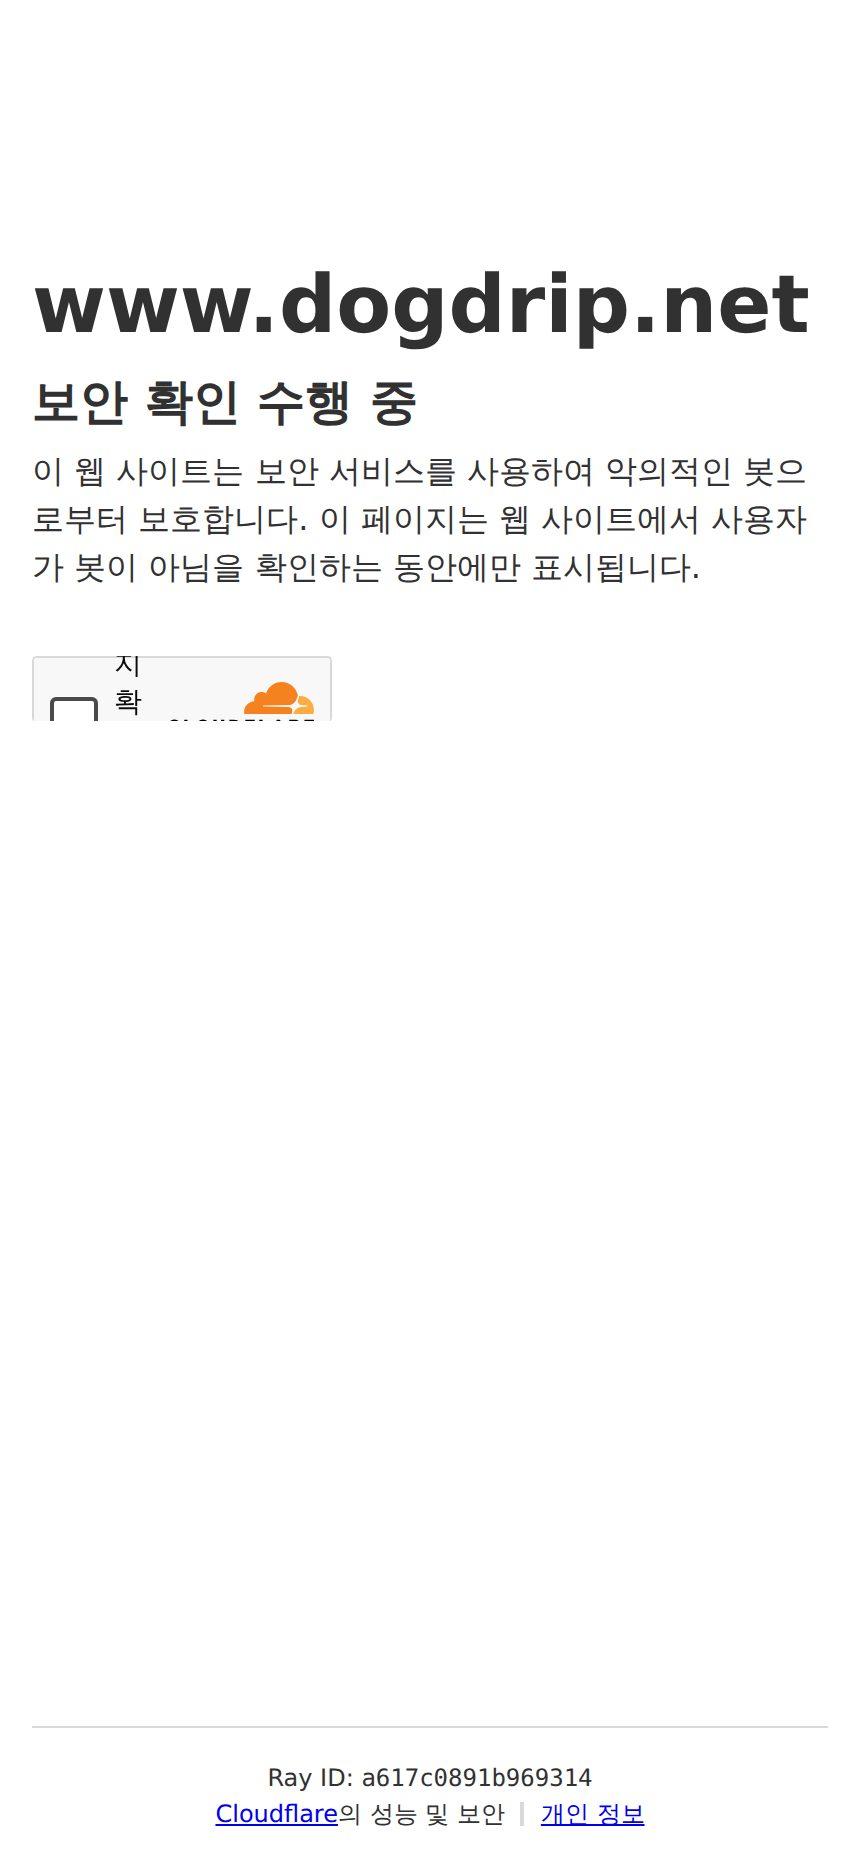 www.dogdrip.net
보안 확인 수행 중
이 웹 사이트는 보안 서비스를 사용하여 악의적인 봇으
로부터 보호합니다. 이 페이지는 웹 사이트에서 사용자
가 봇이 아님을 확인하는 동안에만 표시됩니다.
지
확
Ray ID: a617c0891b969314
Cloudflare의 성능 및 보안 | 개인 정보